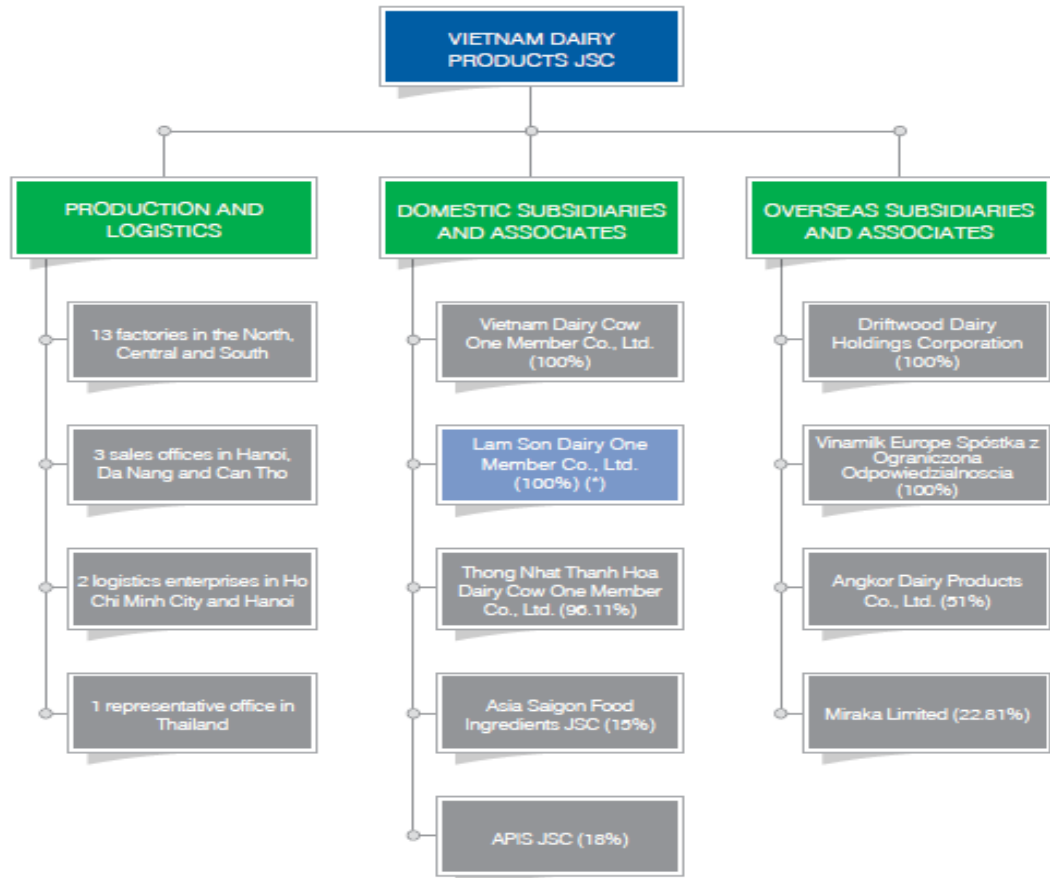 VIETNAM DAIRY
PRODUCTS JSC
PRODUCTION AND
LOGISTICS
13 factories in the North,
Central and South
3 sales offices in Hanoi,
Da Nang and Can Tho
2 logistics enterprises in Ho
Chi Minh City and Hanoi
1 representative office in
Thailand
DOMESTIC SUBSIDIARIES
AND ASSOCIATES
Vietnam Dairy Cow
One Member Co., Ltd.
(100%)
Lam Son Dairy One
Member Co., Ltd.
(100%) (*)
Thong Nhat Thanh Hoa
Dairy Cow One Member
Co., Ltd. (96.11%)
Asia Saigon Food
Ingredients JSC (15%)
APIS JSC (18%)
OVERSEAS SUBSIDIARIES
AND ASSOCIATES
Driftwood Dairy
Holdings Corporation
(100%)
Vinamilk Europe Spóstka z
Ograniczona
Odpowiedzialnoscia
(100%)
Angkor Dairy Products
Co., Ltd. (51%)
Miraka Limited (22.81%)